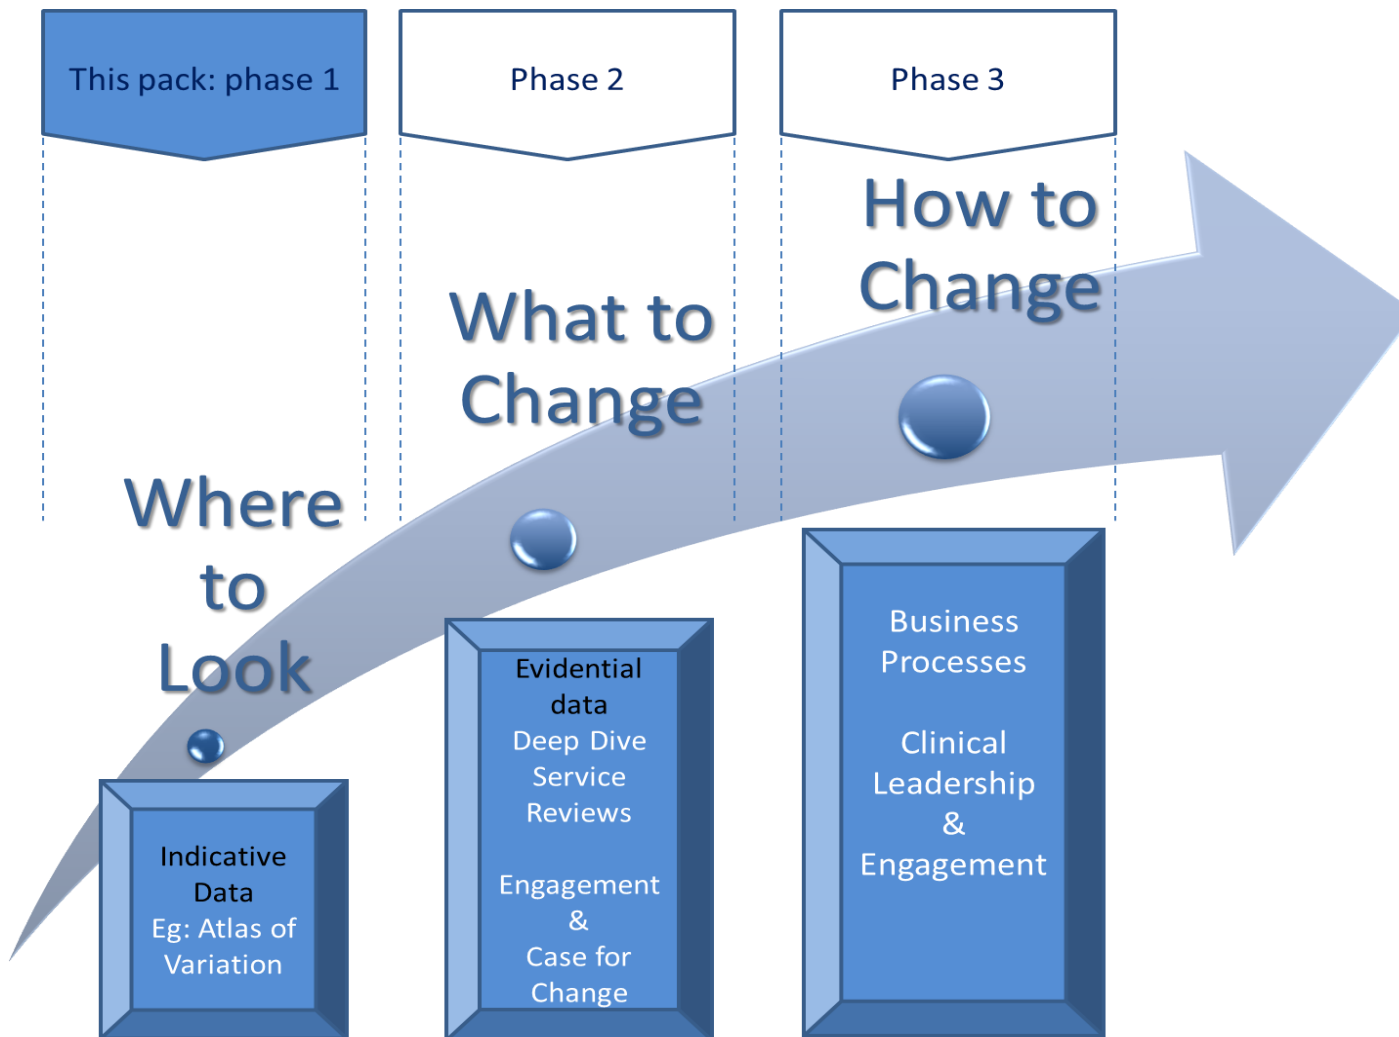 This pack: phase 1
Phase 2
Phase 3
Where
to
Look
What to
Change
How to
Change
Indicative
Data
Eg: Atlas of
Variation
Evidential
data
Deep Dive
Service
Reviews
Engagement
&
Case for
Change
Business
Processes
Clinical
Leadership
&
Engagement